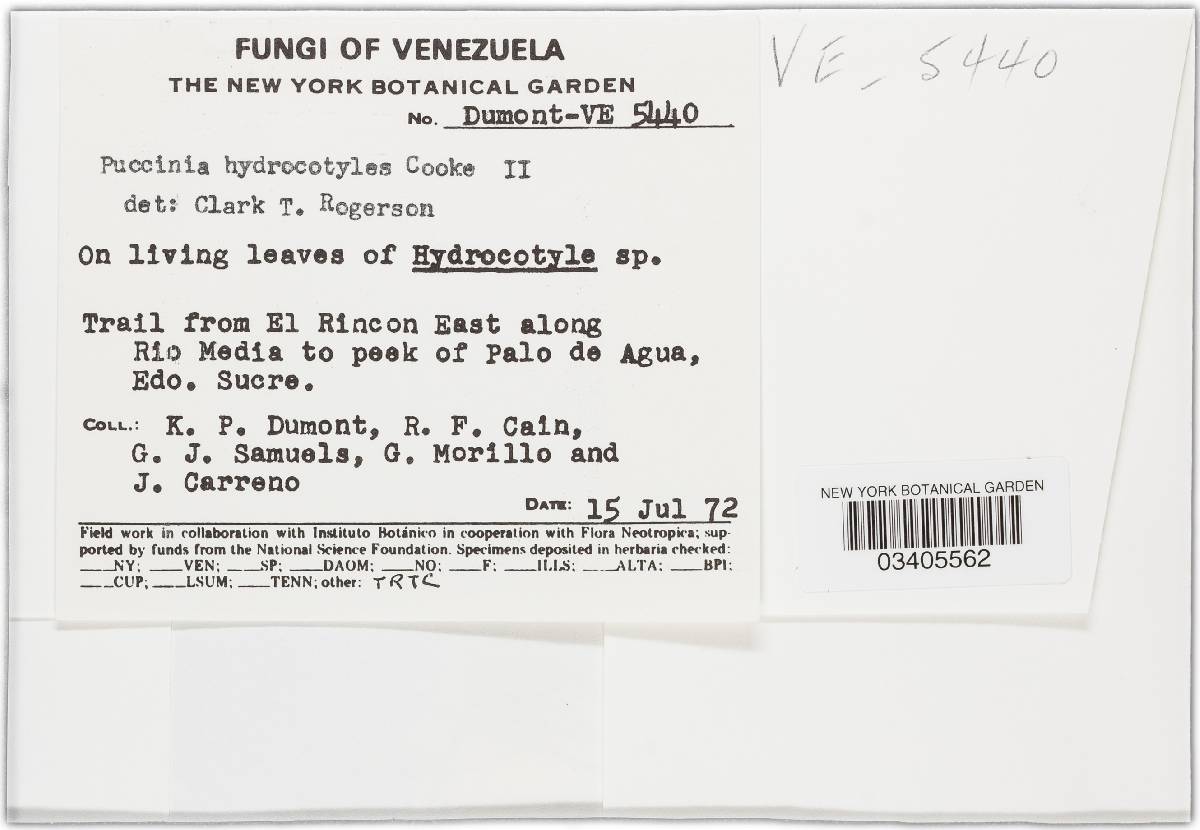 FUNGI OF VENEZUELA
THE NEW YORK BOTANICAL GARDEN
No. Dumont-VE 5440
Puccinia hydrocotyles Cooke II
det: Clark T. Rogerson
On living leaves of Hydrocotyle sp.
Trail from El Rincon East along
Rio Media to peek of Palo de Agua,
Edo. Sucre.
COLL.: K. P. Dumont, R. F. Cain,
G. J. Samuels, G. Morillo and
J. Carreno
DATE: 15 Jul 72
Field work in collaboration with Instituto Botánico in cooperation with Flora Neotropica; sup-
ported by funds from the National Science Foundation. Specimens deposited in herbaria checked:
___NY; ___VEN; ___SP; ___DAOM; ___NO; ___F; ___ILLS; ___ALTA; ___BPI;
___CUP; ___LSUM; ___TENN; other: TRTC
VE - 5440
NEW YORK BOTANICAL GARDEN
03405562